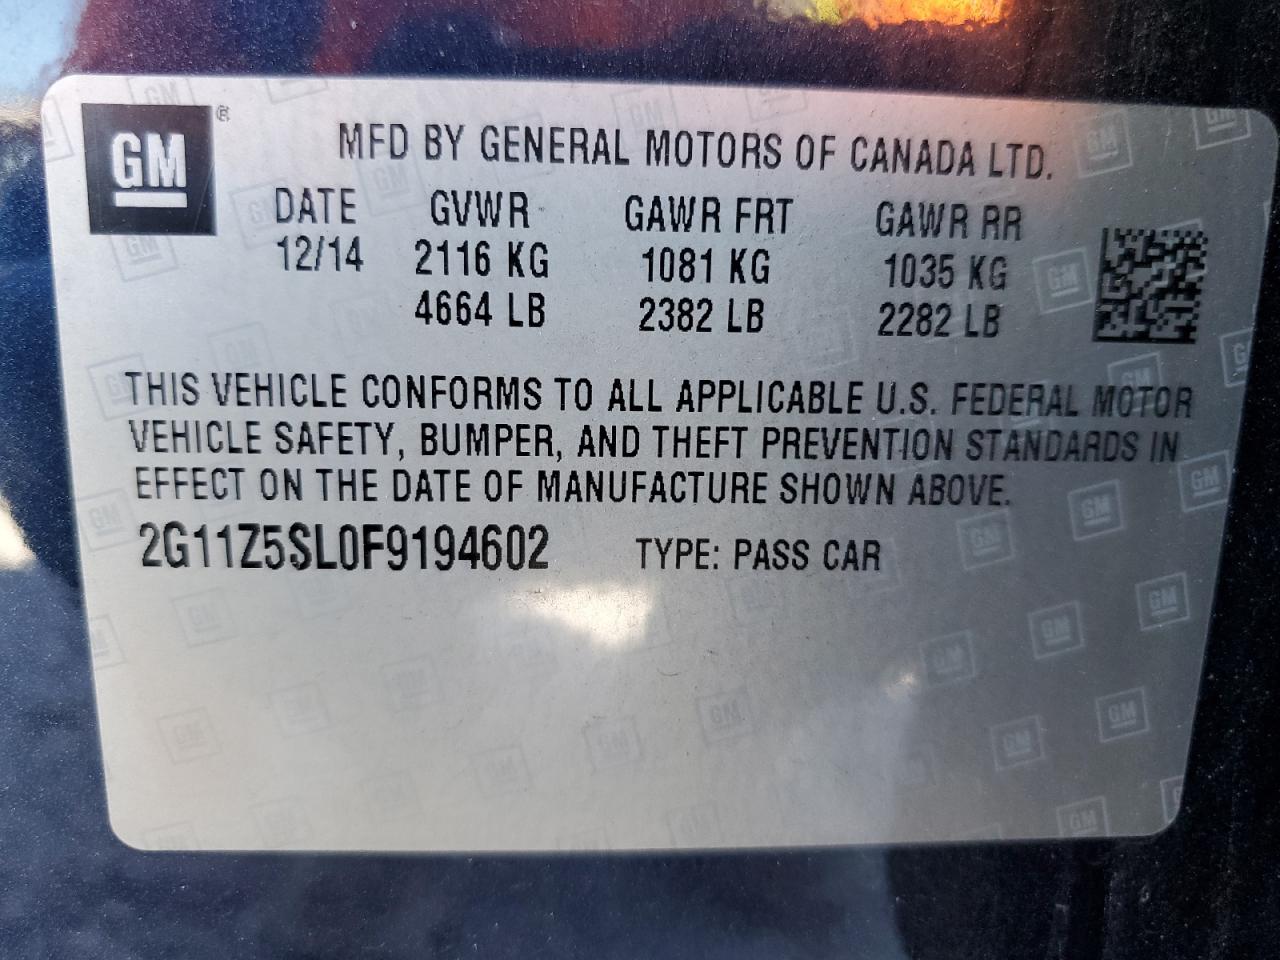 GM ®
MFD BY GENERAL MOTORS OF CANADA LTD.
DATE GVWR GAWR FRT GAWR RR
12/14 2116 KG 1081 KG 1035 KG
4664 LB 2382 LB 2282 LB
THIS VEHICLE CONFORMS TO ALL APPLICABLE U.S. FEDERAL MOTOR
VEHICLE SAFETY, BUMPER, AND THEFT PREVENTION STANDARDS IN
EFFECT ON THE DATE OF MANUFACTURE SHOWN ABOVE.
2G11Z5SL0F9194602 TYPE: PASS CAR